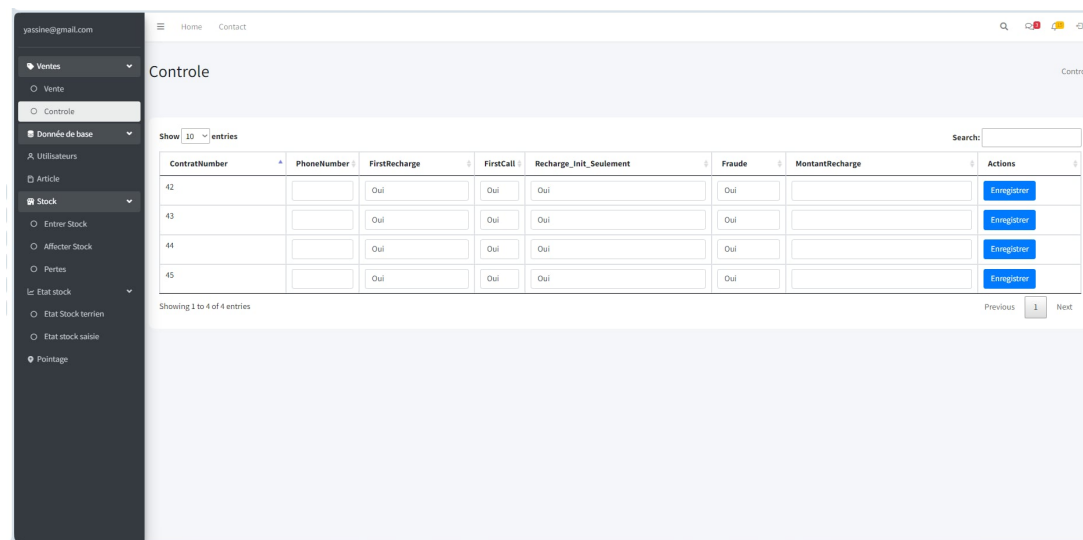 yassine@gmail.com
Home Contact
3
Ventes
Vente
Controle
Donnée de base
Utilisateurs
Article
Stock
Entrer Stock
Affecter Stock
Pertes
Etat stock
Etat Stock terrien
Etat stock saisie
Pointage
Controle
Contr
Show 10 entries
Search:
ContratNumber PhoneNumber FirstRecharge FirstCall Recharge_Init_Seulement Fraude MontantRecharge Actions
42 Oui Oui Oui Oui Enregistrer
43 Oui Oui Oui Oui Enregistrer
44 Oui Oui Oui Oui Enregistrer
45 Oui Oui Oui Oui Enregistrer
Showing 1 to 4 of 4 entries
Previous 1 Next